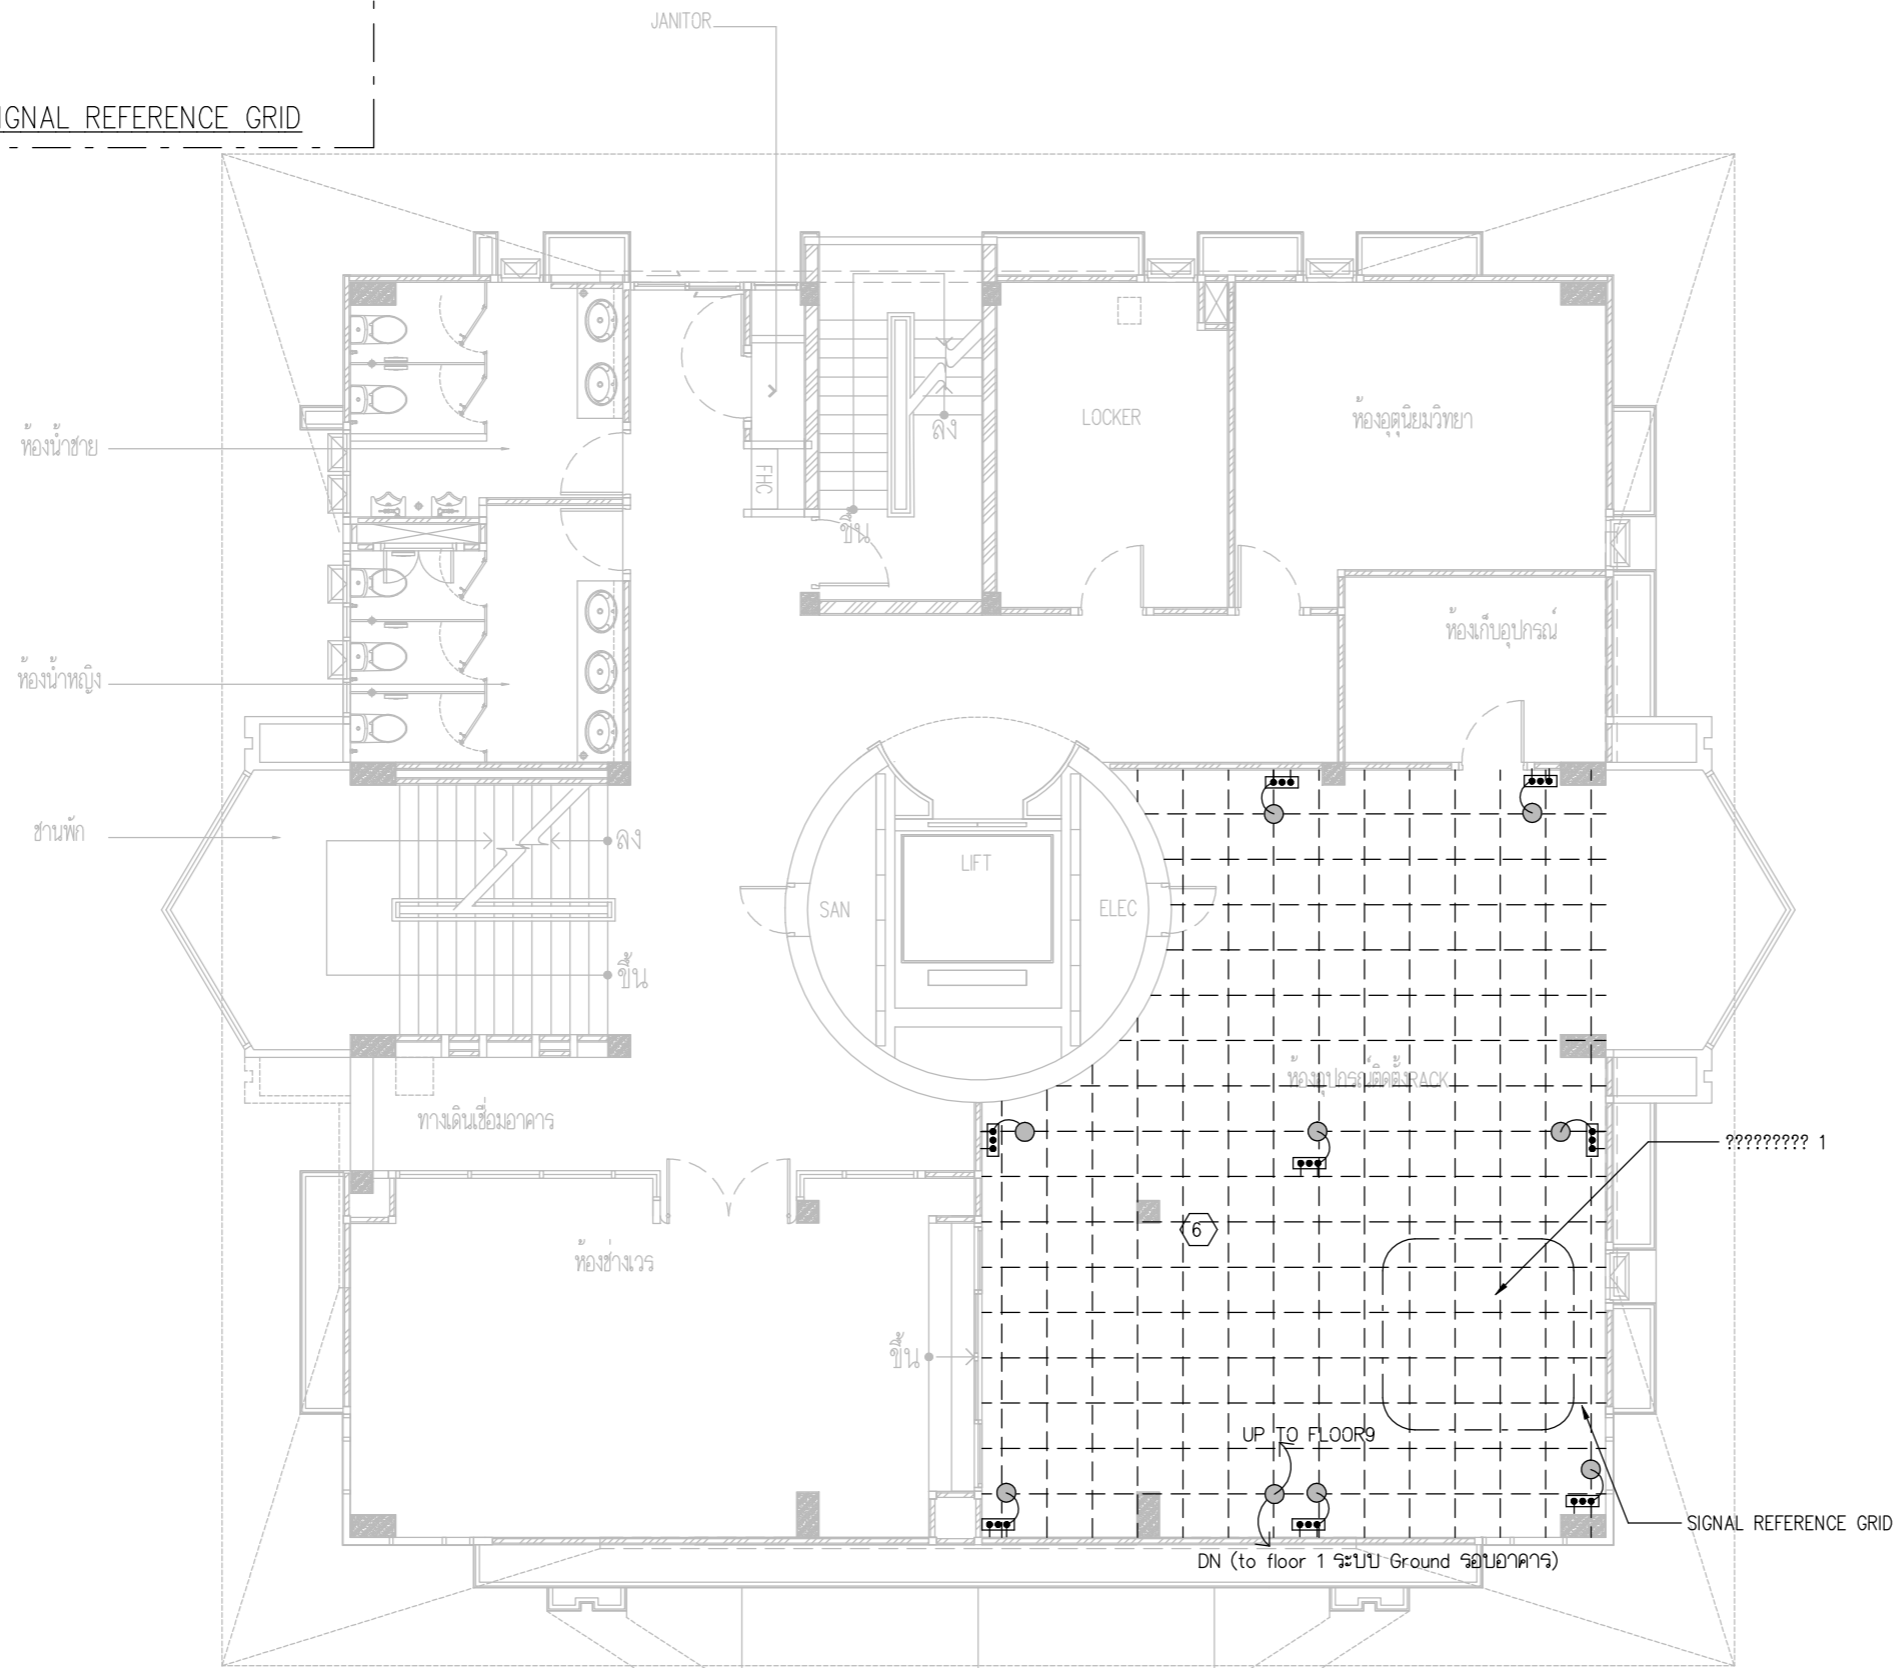 JANITOR
IGNAL REFERENCE GRID
LOCKER
ห้องอุตุนิยมวิทยา
ลง
ห้องน้ำชาย
FHC
ขึ้น
ห้องเก็บอุปกรณ์
ห้องน้ำหญิง
ชานพัก
ลง
LIFT
SAN
ELEC
ขึ้น
ห้องอุปกรณ์ติดตั้งRACK
ทางเดินเชื่อมอาคาร
????????? 1
6
ห้องช่างเวร
ขึ้น
UP TO FLOOR9
SIGNAL REFERENCE GRID
DN (to floor 1 ระบบ Ground รอบอาคาร)